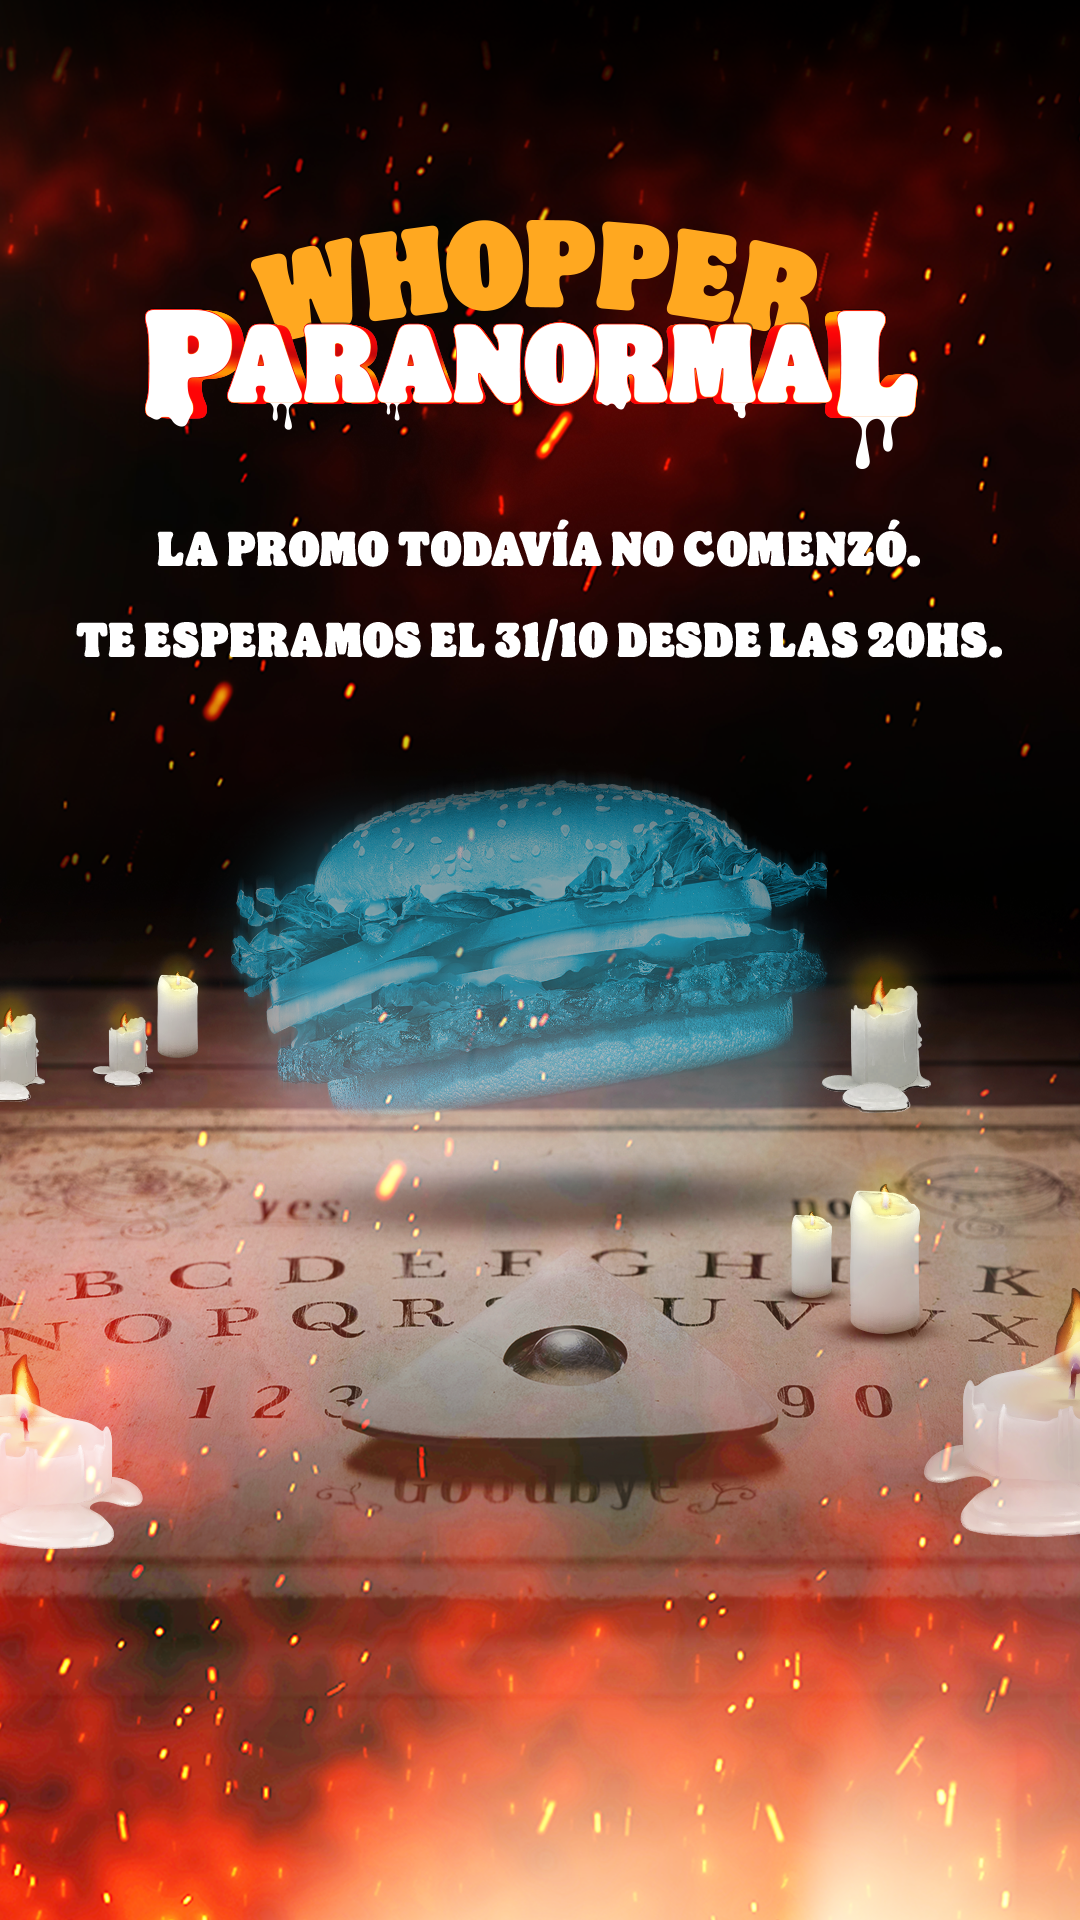 WHOPPER
PARANORMAL
LA PROMO TODAVÍA NO COMENZÓ.
TE ESPERAMOS EL 31/10 DESDE LAS 20HS.
yes no
B C D E F G H I K
N O P Q R U V X
1 2 3 9 0
Goodbye